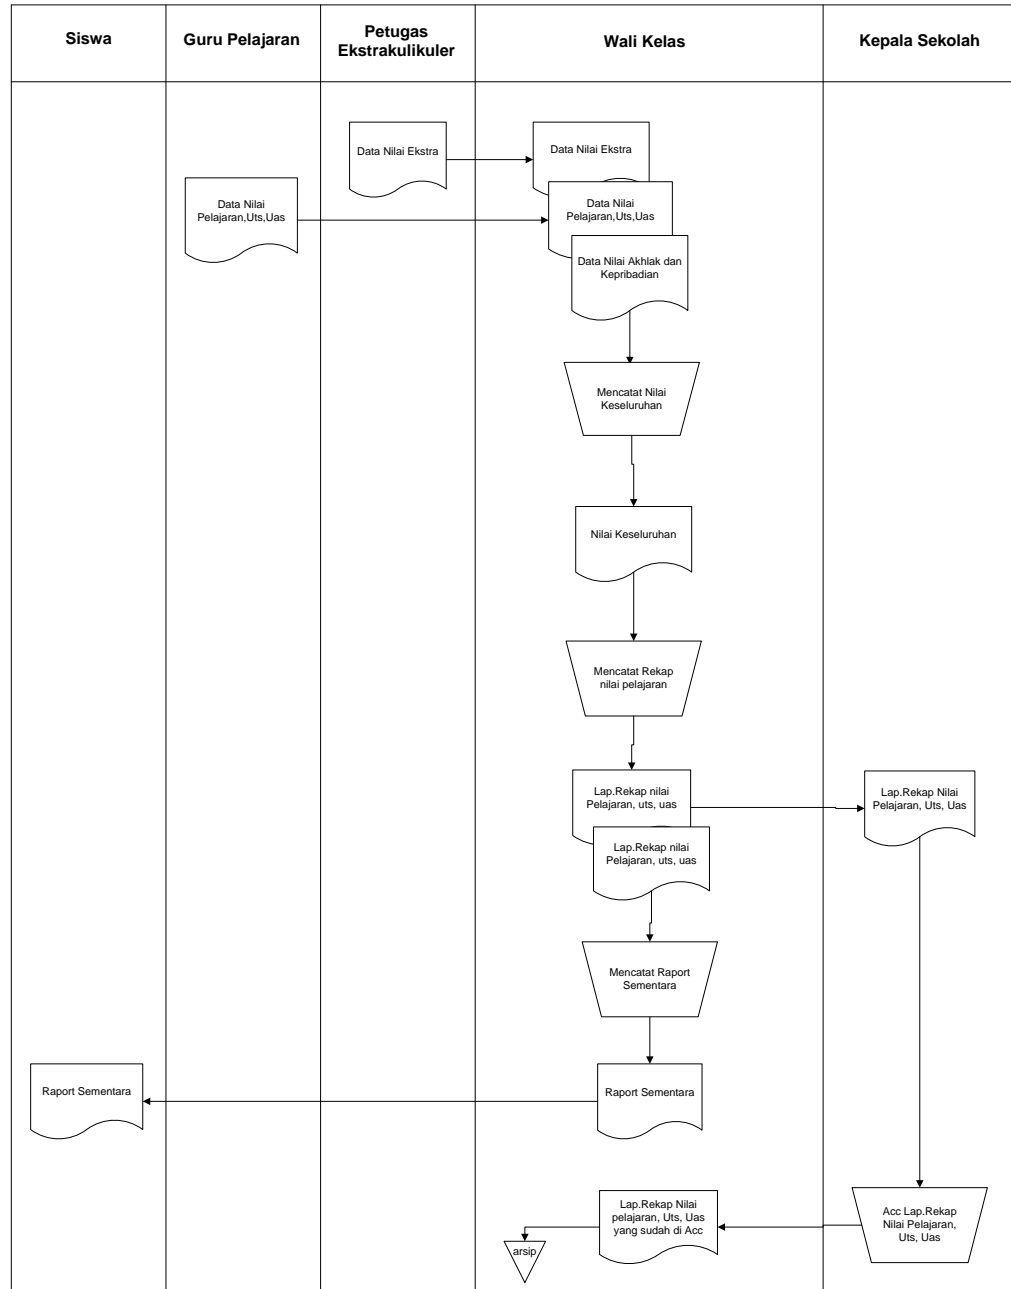 Siswa
Guru Pelajaran
Petugas
Ekstrakulikuler
Wali Kelas
Kepala Sekolah
Data Nilai Ekstra
Data Nilai Ekstra
Data Nilai
Pelajaran,Uts,Uas
Data Nilai
Pelajaran,Uts,Uas
Data Nilai Akhlak dan
Kepribadian
Mencatat Nilai
Keseluruhan
Nilai Keseluruhan
Mencatat Rekap
nilai pelajaran
Lap.Rekap nilai
Pelajaran, uts, uas
Lap.Rekap Nilai
Pelajaran, Uts, Uas
Lap.Rekap nilai
Pelajaran, uts, uas
Mencatat Raport
Sementara
Raport Sementara
Raport Sementara
Lap.Rekap Nilai
pelajaran, Uts, Uas
yang sudah di Acc
Acc Lap.Rekap
Nilai Pelajaran,
Uts, Uas
arsip